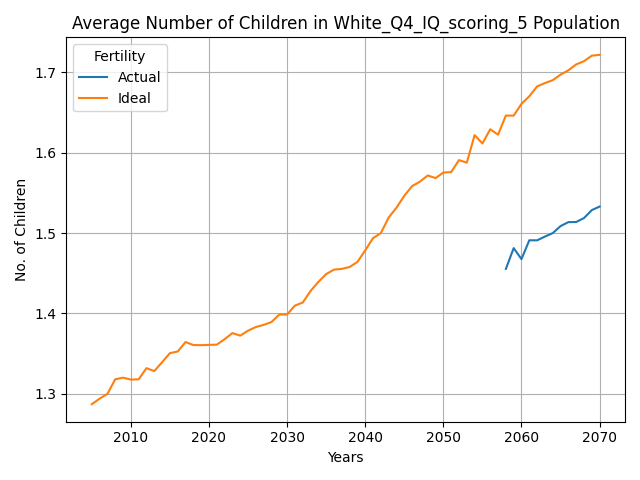 Average Number of Children in White_Q4_IQ_scoring_5 Population
Fertility
Actual
Ideal
No. of Children
1.7
1.6
1.5
1.4
1.3
2010 2020 2030 2040 2050 2060 2070
Years